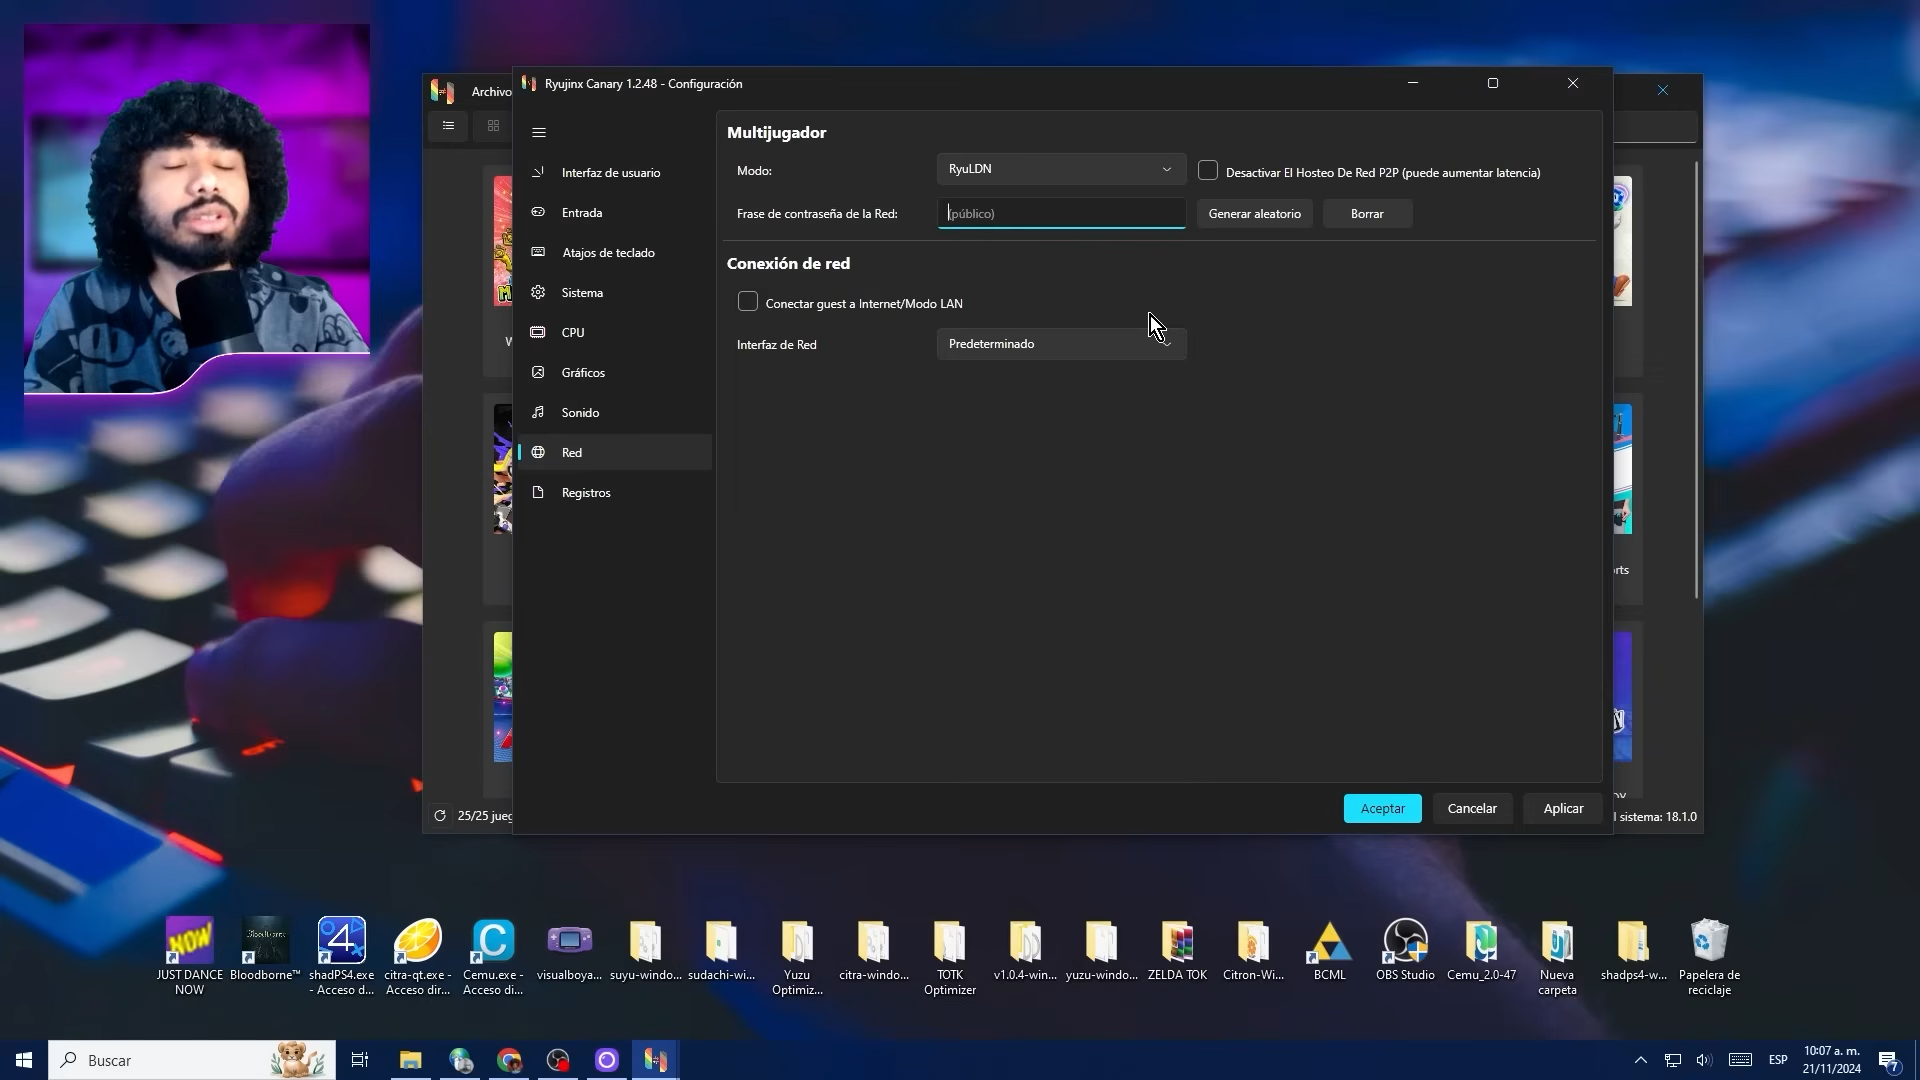 Archivo
Ryujinx Canary 1.2.48 - Configuración
Multijugador
Modo:
RyuLDN
Desactivar El Hosteo De Red P2P (puede aumentar latencia)
Frase de contraseña de la Red:
(público)
Generar aleatorio
Borrar
Conexión de red
Conectar guest a Internet/Modo LAN
Interfaz de Red
Predeterminado
Interfaz de usuario
Entrada
Atajos de teclado
Sistema
CPU
Gráficos
Sonido
Red
Registros
rts
Aceptar
Cancelar
Aplicar
25/25 jueg
l sistema: 18.1.0
JUST DANCE
NOW
Bloodborne™
shadPS4.exe
- Acceso d...
citra-qt.exe -
Acceso dir...
Cemu.exe -
Acceso di...
visualboya...
suyu-windo...
sudachi-wi...
Yuzu
Optimiz...
citra-windo...
TOTK
Optimizer
v1.0.4-win...
yuzu-windo...
ZELDA TOK
Citron-Wi...
BCML
OBS Studio
Cemu_2.0-47
Nueva
carpeta
shadps4-w...
Papelera de
reciclaje
Buscar
ESP
10:07 a. m.
21/11/2024
7